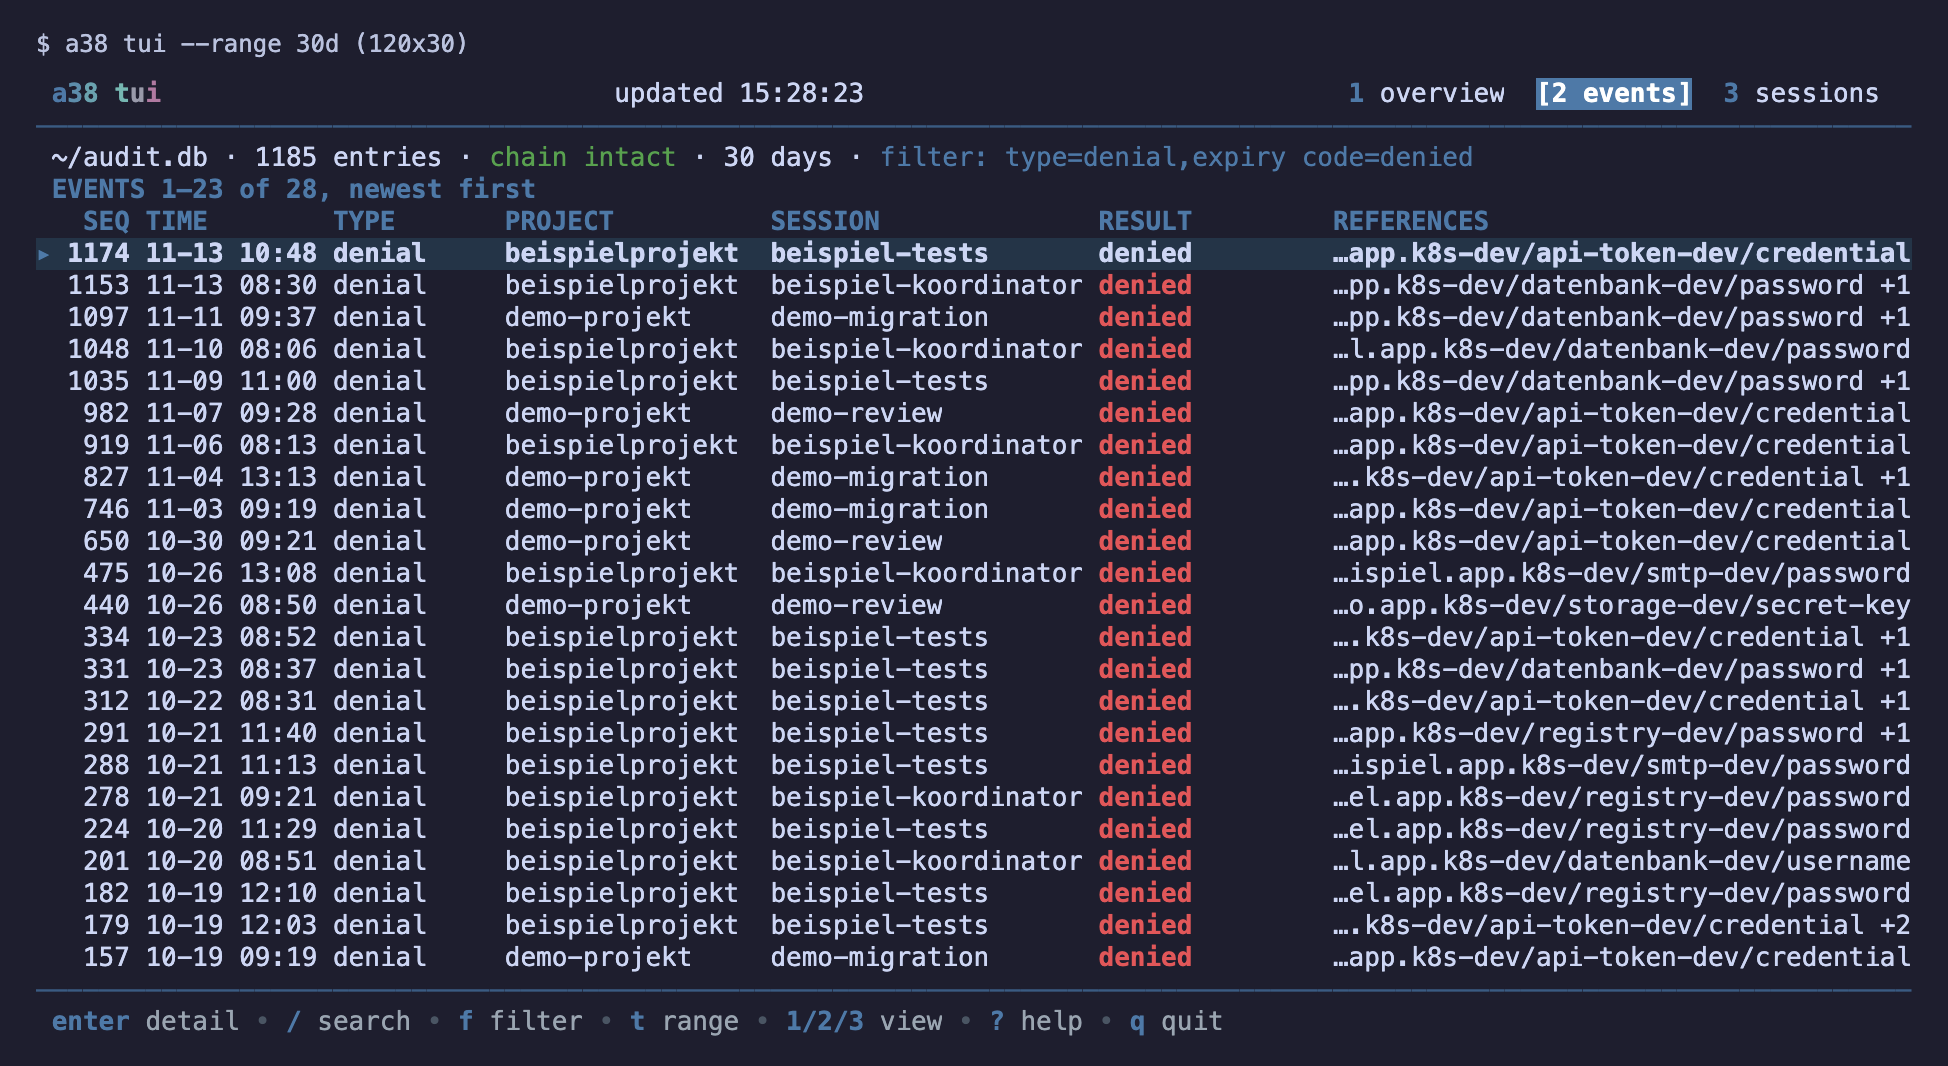 $ a38 tui --range 30d (120x30)
a38 tui updated 15:28:23 1 overview [2 events] 3 sessions
~/audit.db · 1185 entries · chain intact · 30 days · filter: type=denial,expiry code=denied
EVENTS 1–23 of 28, newest first
SEQ TIME TYPE PROJECT SESSION RESULT REFERENCES
▸ 1174 11-13 10:48 denial beispielprojekt beispiel-tests denied …app.k8s-dev/api-token-dev/credential
1153 11-13 08:30 denial beispielprojekt beispiel-koordinator denied …pp.k8s-dev/datenbank-dev/password +1
1097 11-11 09:37 denial demo-projekt demo-migration denied …pp.k8s-dev/datenbank-dev/password +1
1048 11-10 08:06 denial beispielprojekt beispiel-koordinator denied …l.app.k8s-dev/datenbank-dev/password
1035 11-09 11:00 denial beispielprojekt beispiel-tests denied …pp.k8s-dev/datenbank-dev/password +1
982 11-07 09:28 denial demo-projekt demo-review denied …app.k8s-dev/api-token-dev/credential
919 11-06 08:13 denial beispielprojekt beispiel-koordinator denied …app.k8s-dev/api-token-dev/credential
827 11-04 13:13 denial demo-projekt demo-migration denied ….k8s-dev/api-token-dev/credential +1
746 11-03 09:19 denial demo-projekt demo-migration denied …app.k8s-dev/api-token-dev/credential
650 10-30 09:21 denial demo-projekt demo-review denied …app.k8s-dev/api-token-dev/credential
475 10-26 13:08 denial beispielprojekt beispiel-koordinator denied …ispiel.app.k8s-dev/smtp-dev/password
440 10-26 08:50 denial demo-projekt demo-review denied …o.app.k8s-dev/storage-dev/secret-key
334 10-23 08:52 denial beispielprojekt beispiel-tests denied ….k8s-dev/api-token-dev/credential +1
331 10-23 08:37 denial beispielprojekt beispiel-tests denied …pp.k8s-dev/datenbank-dev/password +1
312 10-22 08:31 denial beispielprojekt beispiel-tests denied ….k8s-dev/api-token-dev/credential +1
291 10-21 11:40 denial beispielprojekt beispiel-tests denied …app.k8s-dev/registry-dev/password +1
288 10-21 11:13 denial beispielprojekt beispiel-tests denied …ispiel.app.k8s-dev/smtp-dev/password
278 10-21 09:21 denial beispielprojekt beispiel-koordinator denied …el.app.k8s-dev/registry-dev/password
224 10-20 11:29 denial beispielprojekt beispiel-tests denied …el.app.k8s-dev/registry-dev/password
201 10-20 08:51 denial beispielprojekt beispiel-koordinator denied …l.app.k8s-dev/datenbank-dev/username
182 10-19 12:10 denial beispielprojekt beispiel-tests denied …el.app.k8s-dev/registry-dev/password
179 10-19 12:03 denial beispielprojekt beispiel-tests denied ….k8s-dev/api-token-dev/credential +2
157 10-19 09:19 denial demo-projekt demo-migration denied …app.k8s-dev/api-token-dev/credential
enter detail • / search • f filter • t range • 1/2/3 view • ? help • q quit